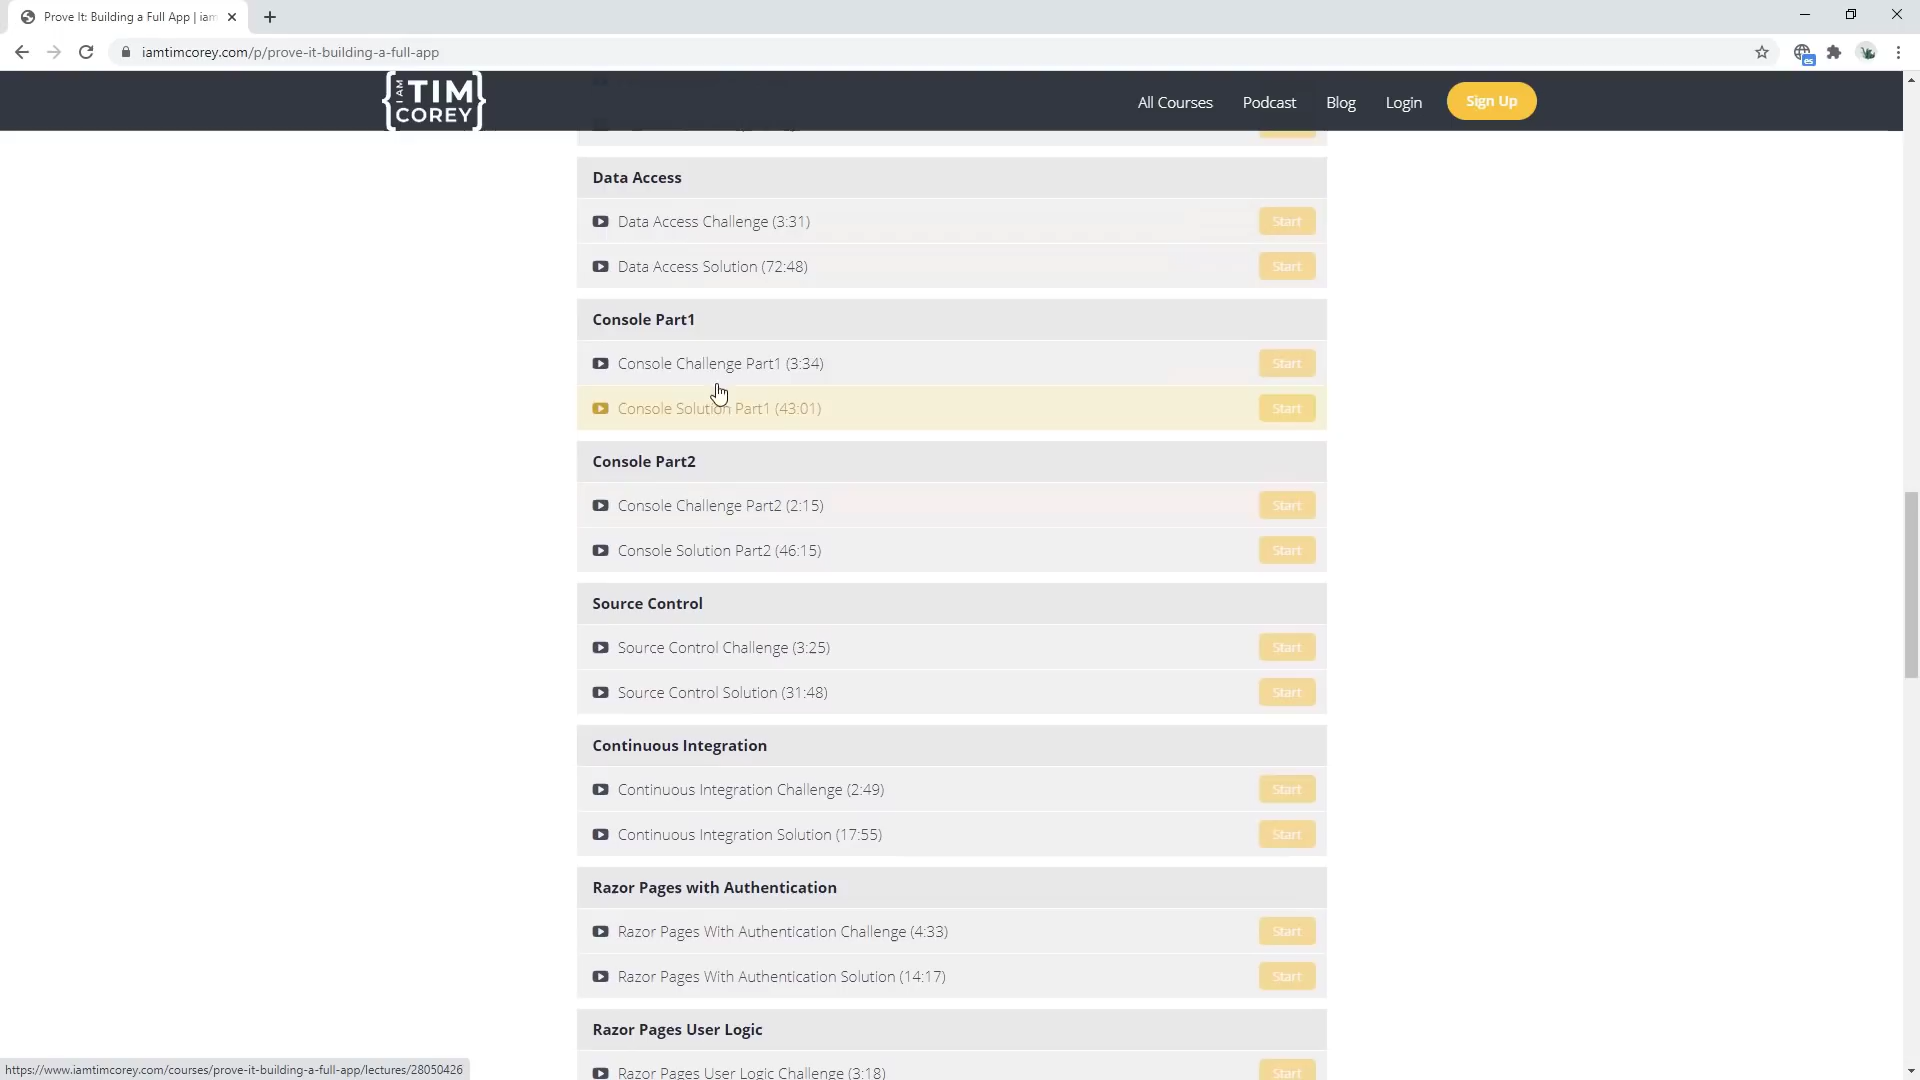 Prove It: Building a Full App | iam
iamtimcorey.com/p/prove-it-building-a-full-app
es
I AM TIM COREY
All Courses
Podcast
Blog
Login
Sign Up
Data Access
Data Access Challenge (3:31)
Start
Data Access Solution (72:48)
Start
Console Part1
Console Challenge Part1 (3:34)
Start
Console Solution Part1 (43:01)
Start
Console Part2
Console Challenge Part2 (2:15)
Start
Console Solution Part2 (46:15)
Start
Source Control
Source Control Challenge (3:25)
Start
Source Control Solution (31:48)
Start
Continuous Integration
Continuous Integration Challenge (2:49)
Start
Continuous Integration Solution (17:55)
Start
Razor Pages with Authentication
Razor Pages With Authentication Challenge (4:33)
Start
Razor Pages With Authentication Solution (14:17)
Start
Razor Pages User Logic
Razor Pages User Logic Challenge (3:18)
Start
https://www.iamtimcorey.com/courses/prove-it-building-a-full-app/lectures/28050426